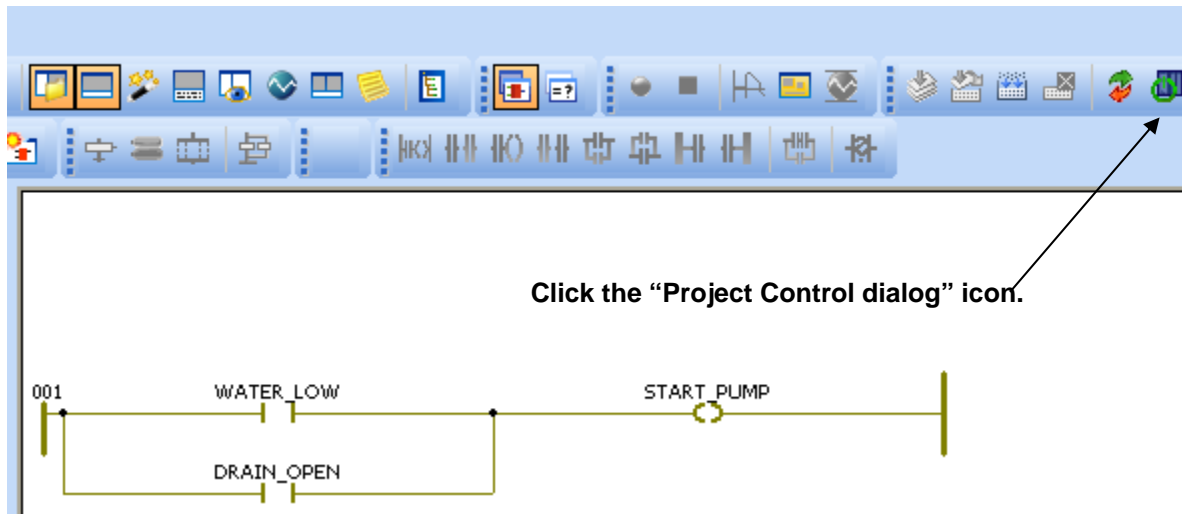 Click the “Project Control dialog” icon.
001 WATER_LOW START_PUMP
DRAIN_OPEN